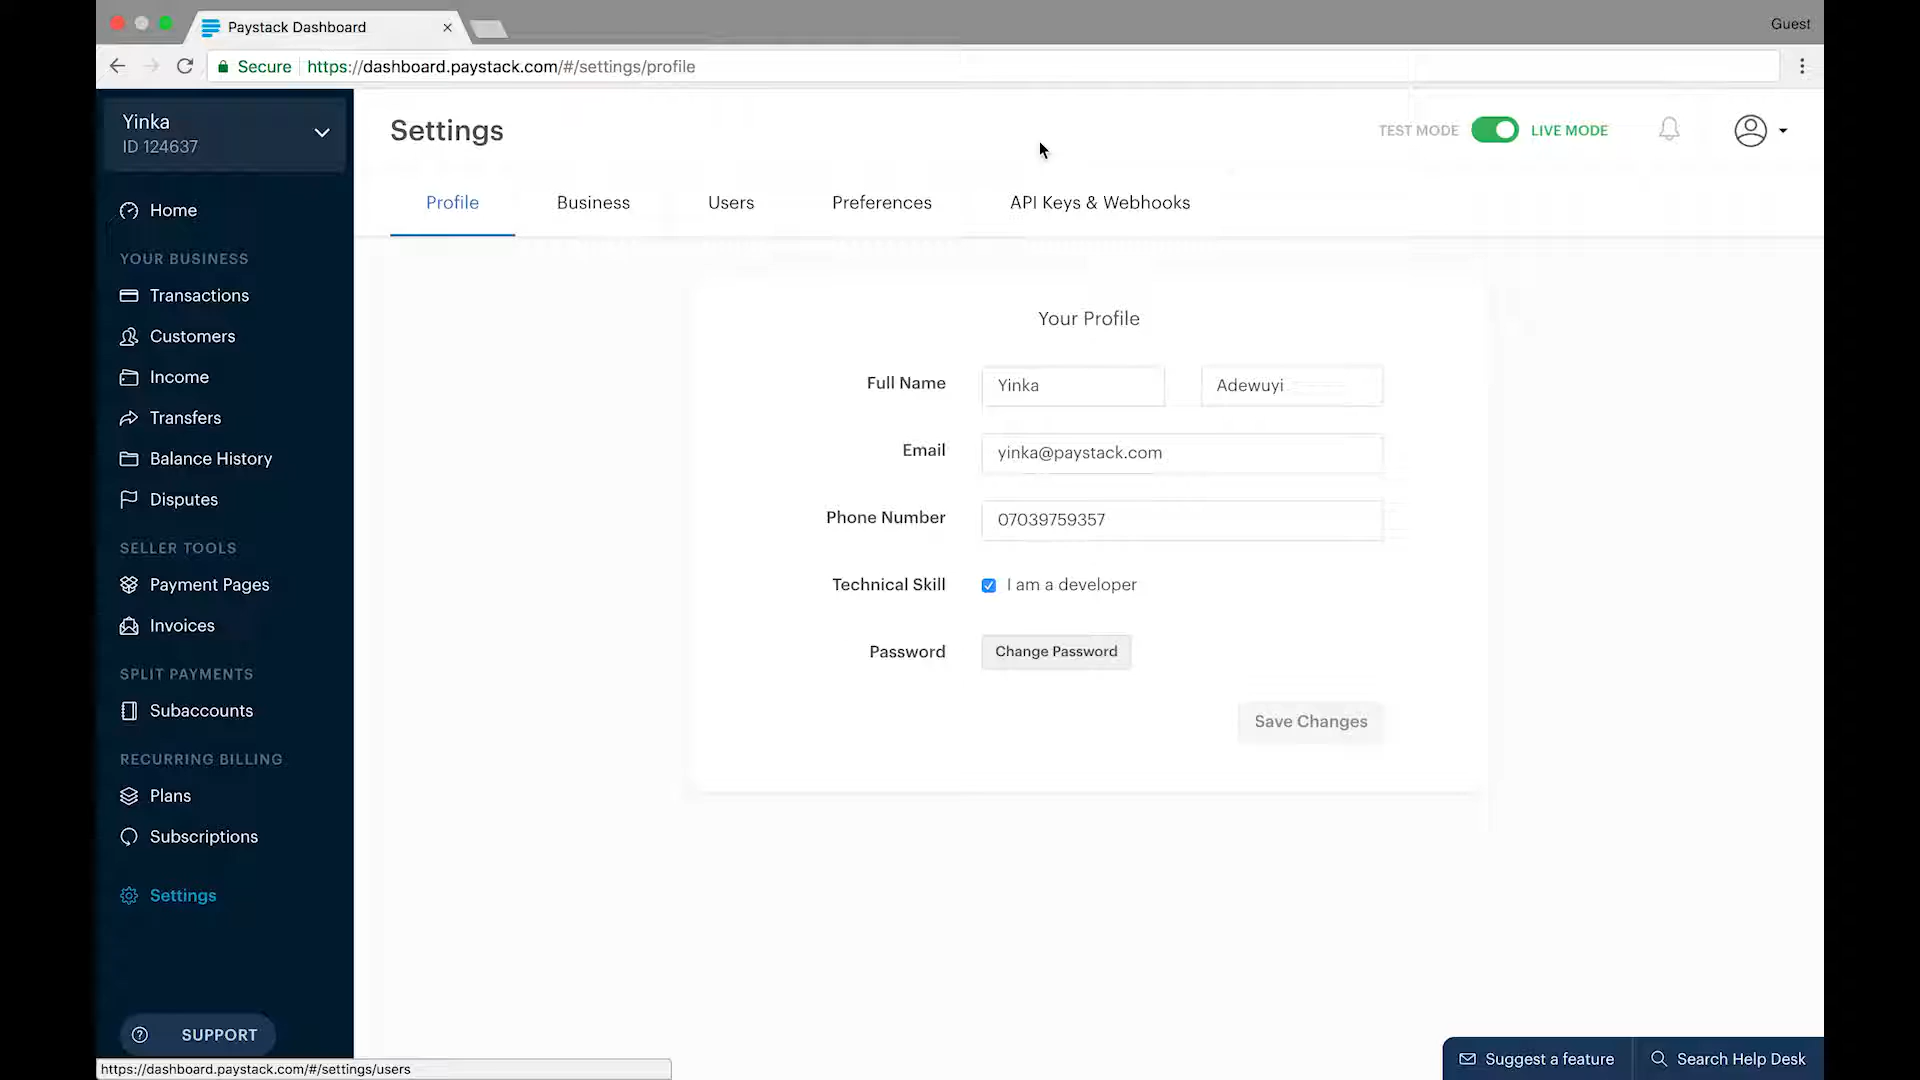 Paystack Dashboard
Guest
Secure https://dashboard.paystack.com/#/settings/profile
Yinka
ID 124637
Settings
TEST MODE LIVE MODE
Profile Business Users Preferences API Keys & Webhooks
Home
YOUR BUSINESS
Transactions
Customers
Income
Transfers
Balance History
Disputes
SELLER TOOLS
Payment Pages
Invoices
SPLIT PAYMENTS
Subaccounts
RECURRING BILLING
Plans
Subscriptions
Settings
SUPPORT
Your Profile
Full Name Yinka Adewuyi
Email yinka@paystack.com
Phone Number 07039759357
Technical Skill I am a developer
Password Change Password
Save Changes
Suggest a feature Search Help Desk
https://dashboard.paystack.com/#/settings/users